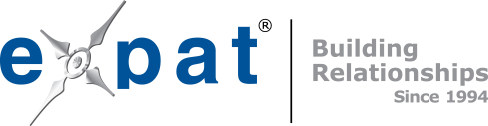 expat®
Building
Relationships
Since 1994